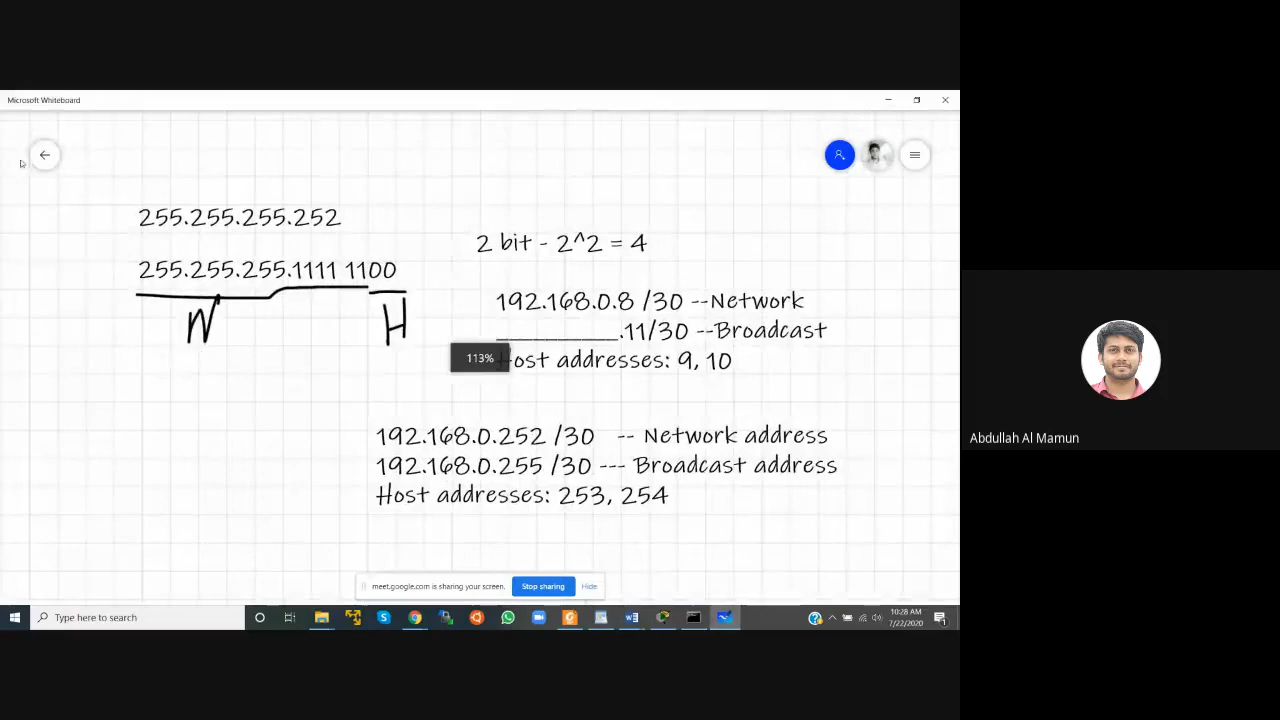 Microsoft Whiteboard
255.255.255.252
255.255.255.1111 1100
N H
2 bit - 2^2 = 4
192.168.0.8 /30 --Network
___________.11/30 --Broadcast
113%
Host addresses: 9, 10
192.168.0.252 /30 -- Network address
192.168.0.255 /30 --- Broadcast address
Host addresses: 253, 254
Abdullah Al Mamun
meet.google.com is sharing your screen. Stop sharing Hide
Type here to search
10:28 AM
7/22/2020